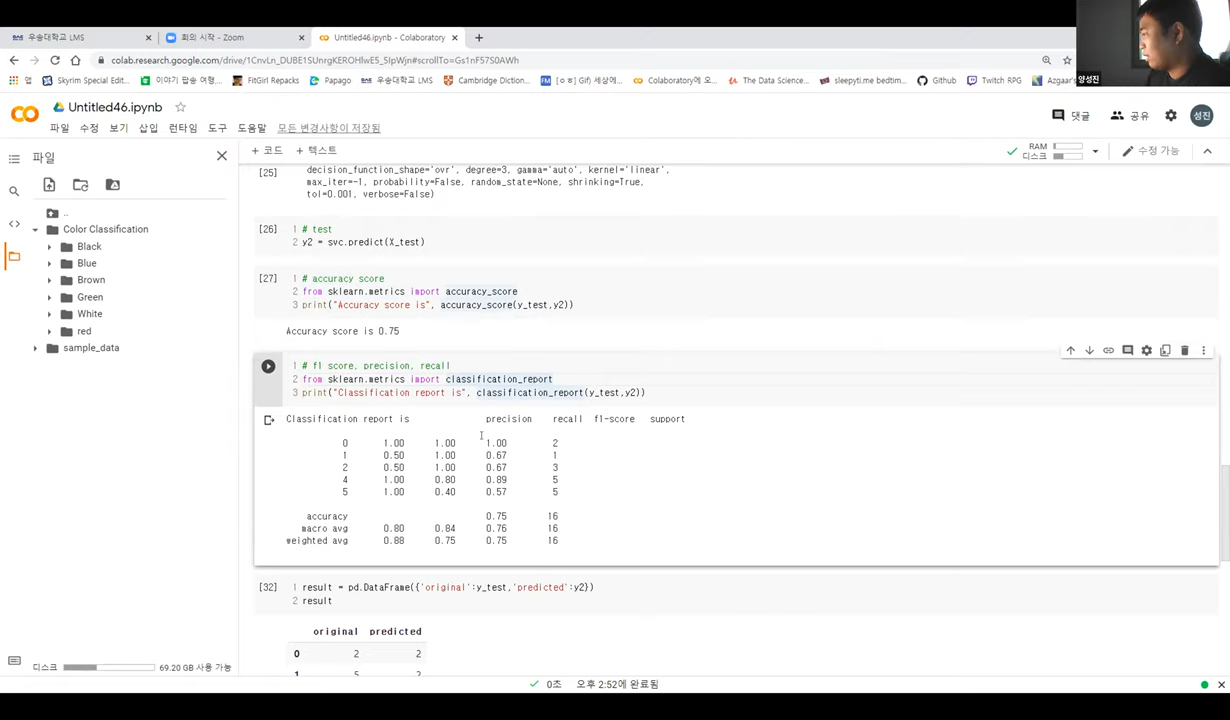 우송대학교 LMS
회의 시작 - Zoom
Untitled46.ipynb - Colaboratory
colab.research.google.com/drive/1CnvLn_DUBE1SUnrgKEROHlwE5_5IpWjn#scrollTo=Gs1nF57S0AWh
앱 Skyrim Special Edit... 이야기 팝송 여행,... FitGirl Repacks Papago 우송대학교 LMS Cambridge Dictionar... [ㅇㅎ] Gif) 세상에... Colaboratory에 오... The Data Science... sleepyti.me bedtim... Github Twitch RPG Azgaar'
양성진
Untitled46.ipynb
파일 수정 보기 삽입 런타임 도구 도움말 모든 변경사항이 저장됨
댓글 공유 성진
파일
+ 코드 + 텍스트
RAM
디스크
수정 가능
..
Color Classification
Black
Blue
Brown
Green
White
red
sample_data
디스크 69.20 GB 사용 가능
[25] decision_function_shape='ovr', degree=3, gamma='auto', kernel='linear',
max_iter=-1, probability=False, random_state=None, shrinking=True,
tol=0.001, verbose=False)
[26] 1 # test
2 y2 = svc.predict(X_test)
[27] 1 # accuracy score
2 from sklearn.metrics import accuracy_score
3 print("Accuracy score is", accuracy_score(y_test,y2))
Accuracy score is 0.75
1 # f1 score, precision, recall
2 from sklearn.metrics import classification_report
3 print("Classification report is", classification_report(y_test,y2))
Classification report is precision recall f1-score support
0 1.00 1.00 1.00 2
1 0.50 1.00 0.67 1
2 0.50 1.00 0.67 3
4 1.00 0.80 0.89 5
5 1.00 0.40 0.57 5
accuracy 0.75 16
macro avg 0.80 0.84 0.76 16
weighted avg 0.88 0.75 0.75 16
[32] 1 result = pd.DataFrame({'original':y_test,'predicted':y2})
2 result
original predicted
0 2 2
1 5 2
0초 오후 2:52에 완료됨